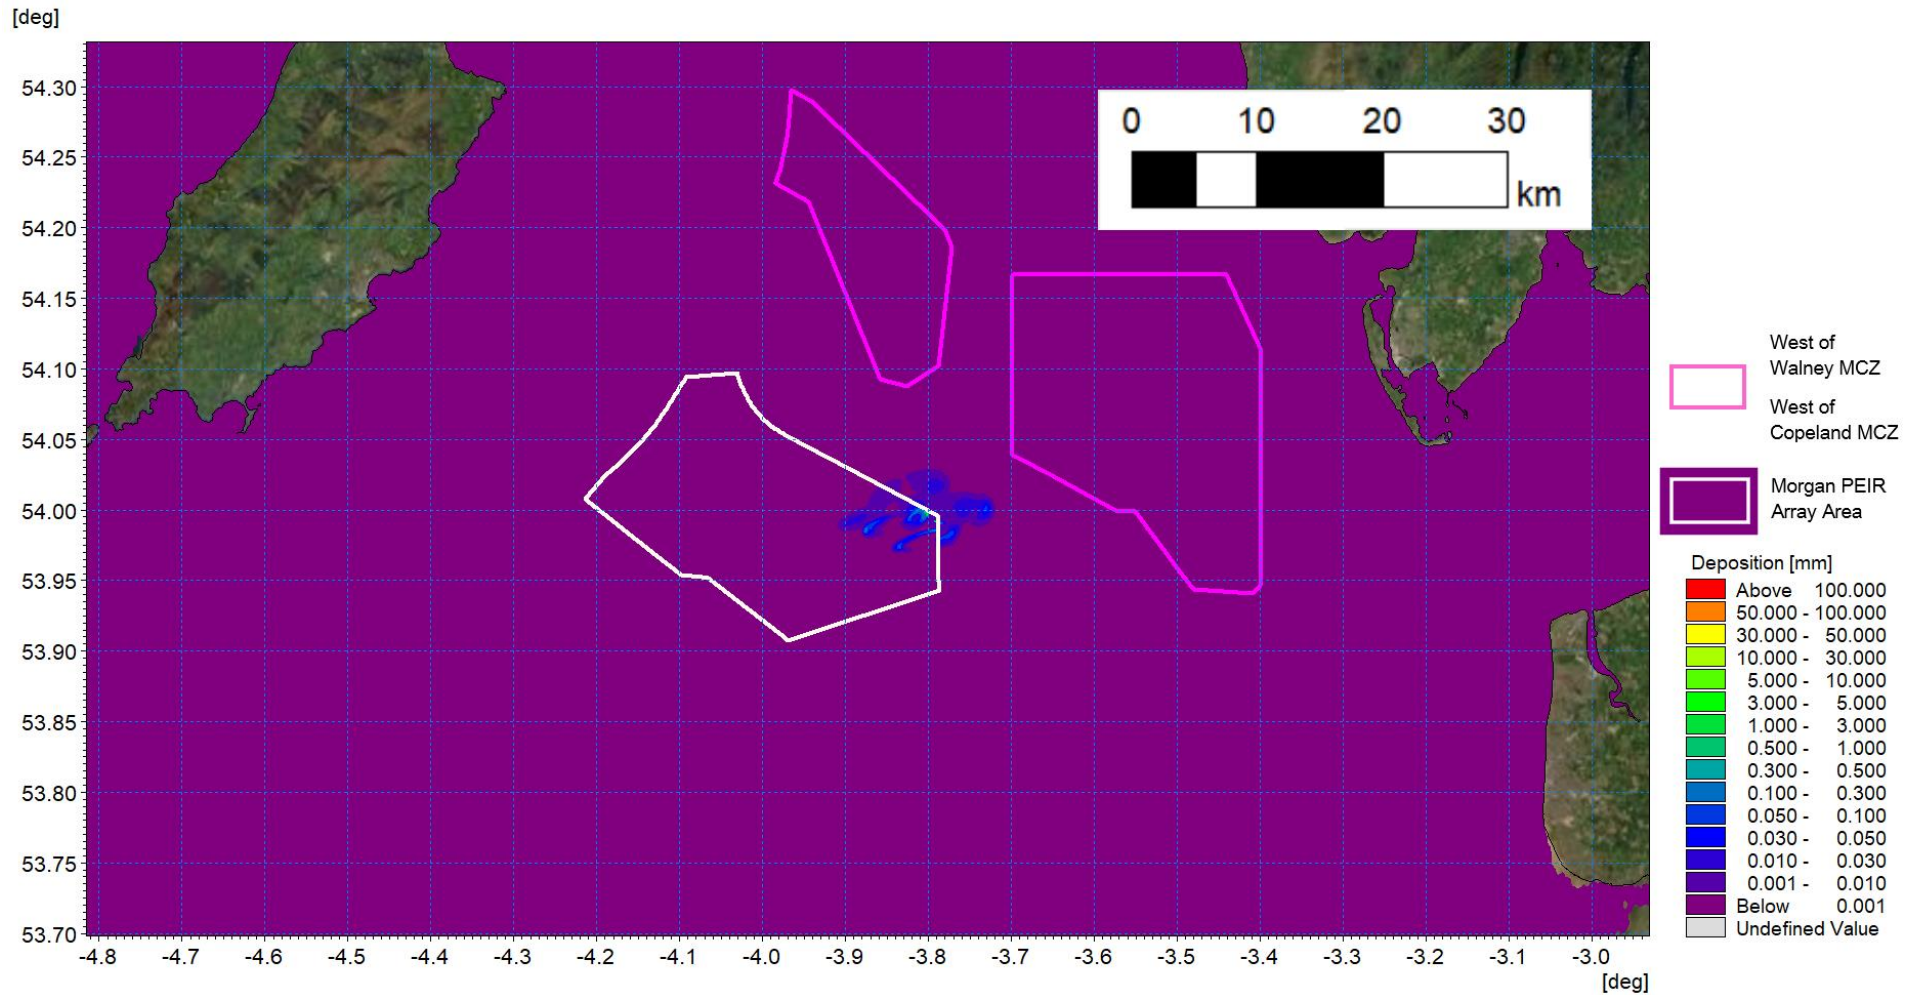 [deg]
54.30
54.25
54.20
54.15
54.10
54.05
54.00
53.95
53.90
53.85
53.80
53.75
53.70
-4.8 -4.7 -4.6 -4.5 -4.4 -4.3 -4.2 -4.1 -4.0 -3.9 -3.8 -3.7 -3.6 -3.5 -3.4 -3.3 -3.2 -3.1 -3.0
[deg]
0 10 20 30
km
West of
Walney MCZ
West of
Copeland MCZ
Morgan PEIR
Array Area
Deposition [mm]
Above 100.000
50.000 - 100.000
30.000 - 50.000
10.000 - 30.000
5.000 - 10.000
3.000 - 5.000
1.000 - 3.000
0.500 - 1.000
0.300 - 0.500
0.100 - 0.300
0.050 - 0.100
0.030 - 0.050
0.010 - 0.030
0.001 - 0.010
Below 0.001
Undefined Value